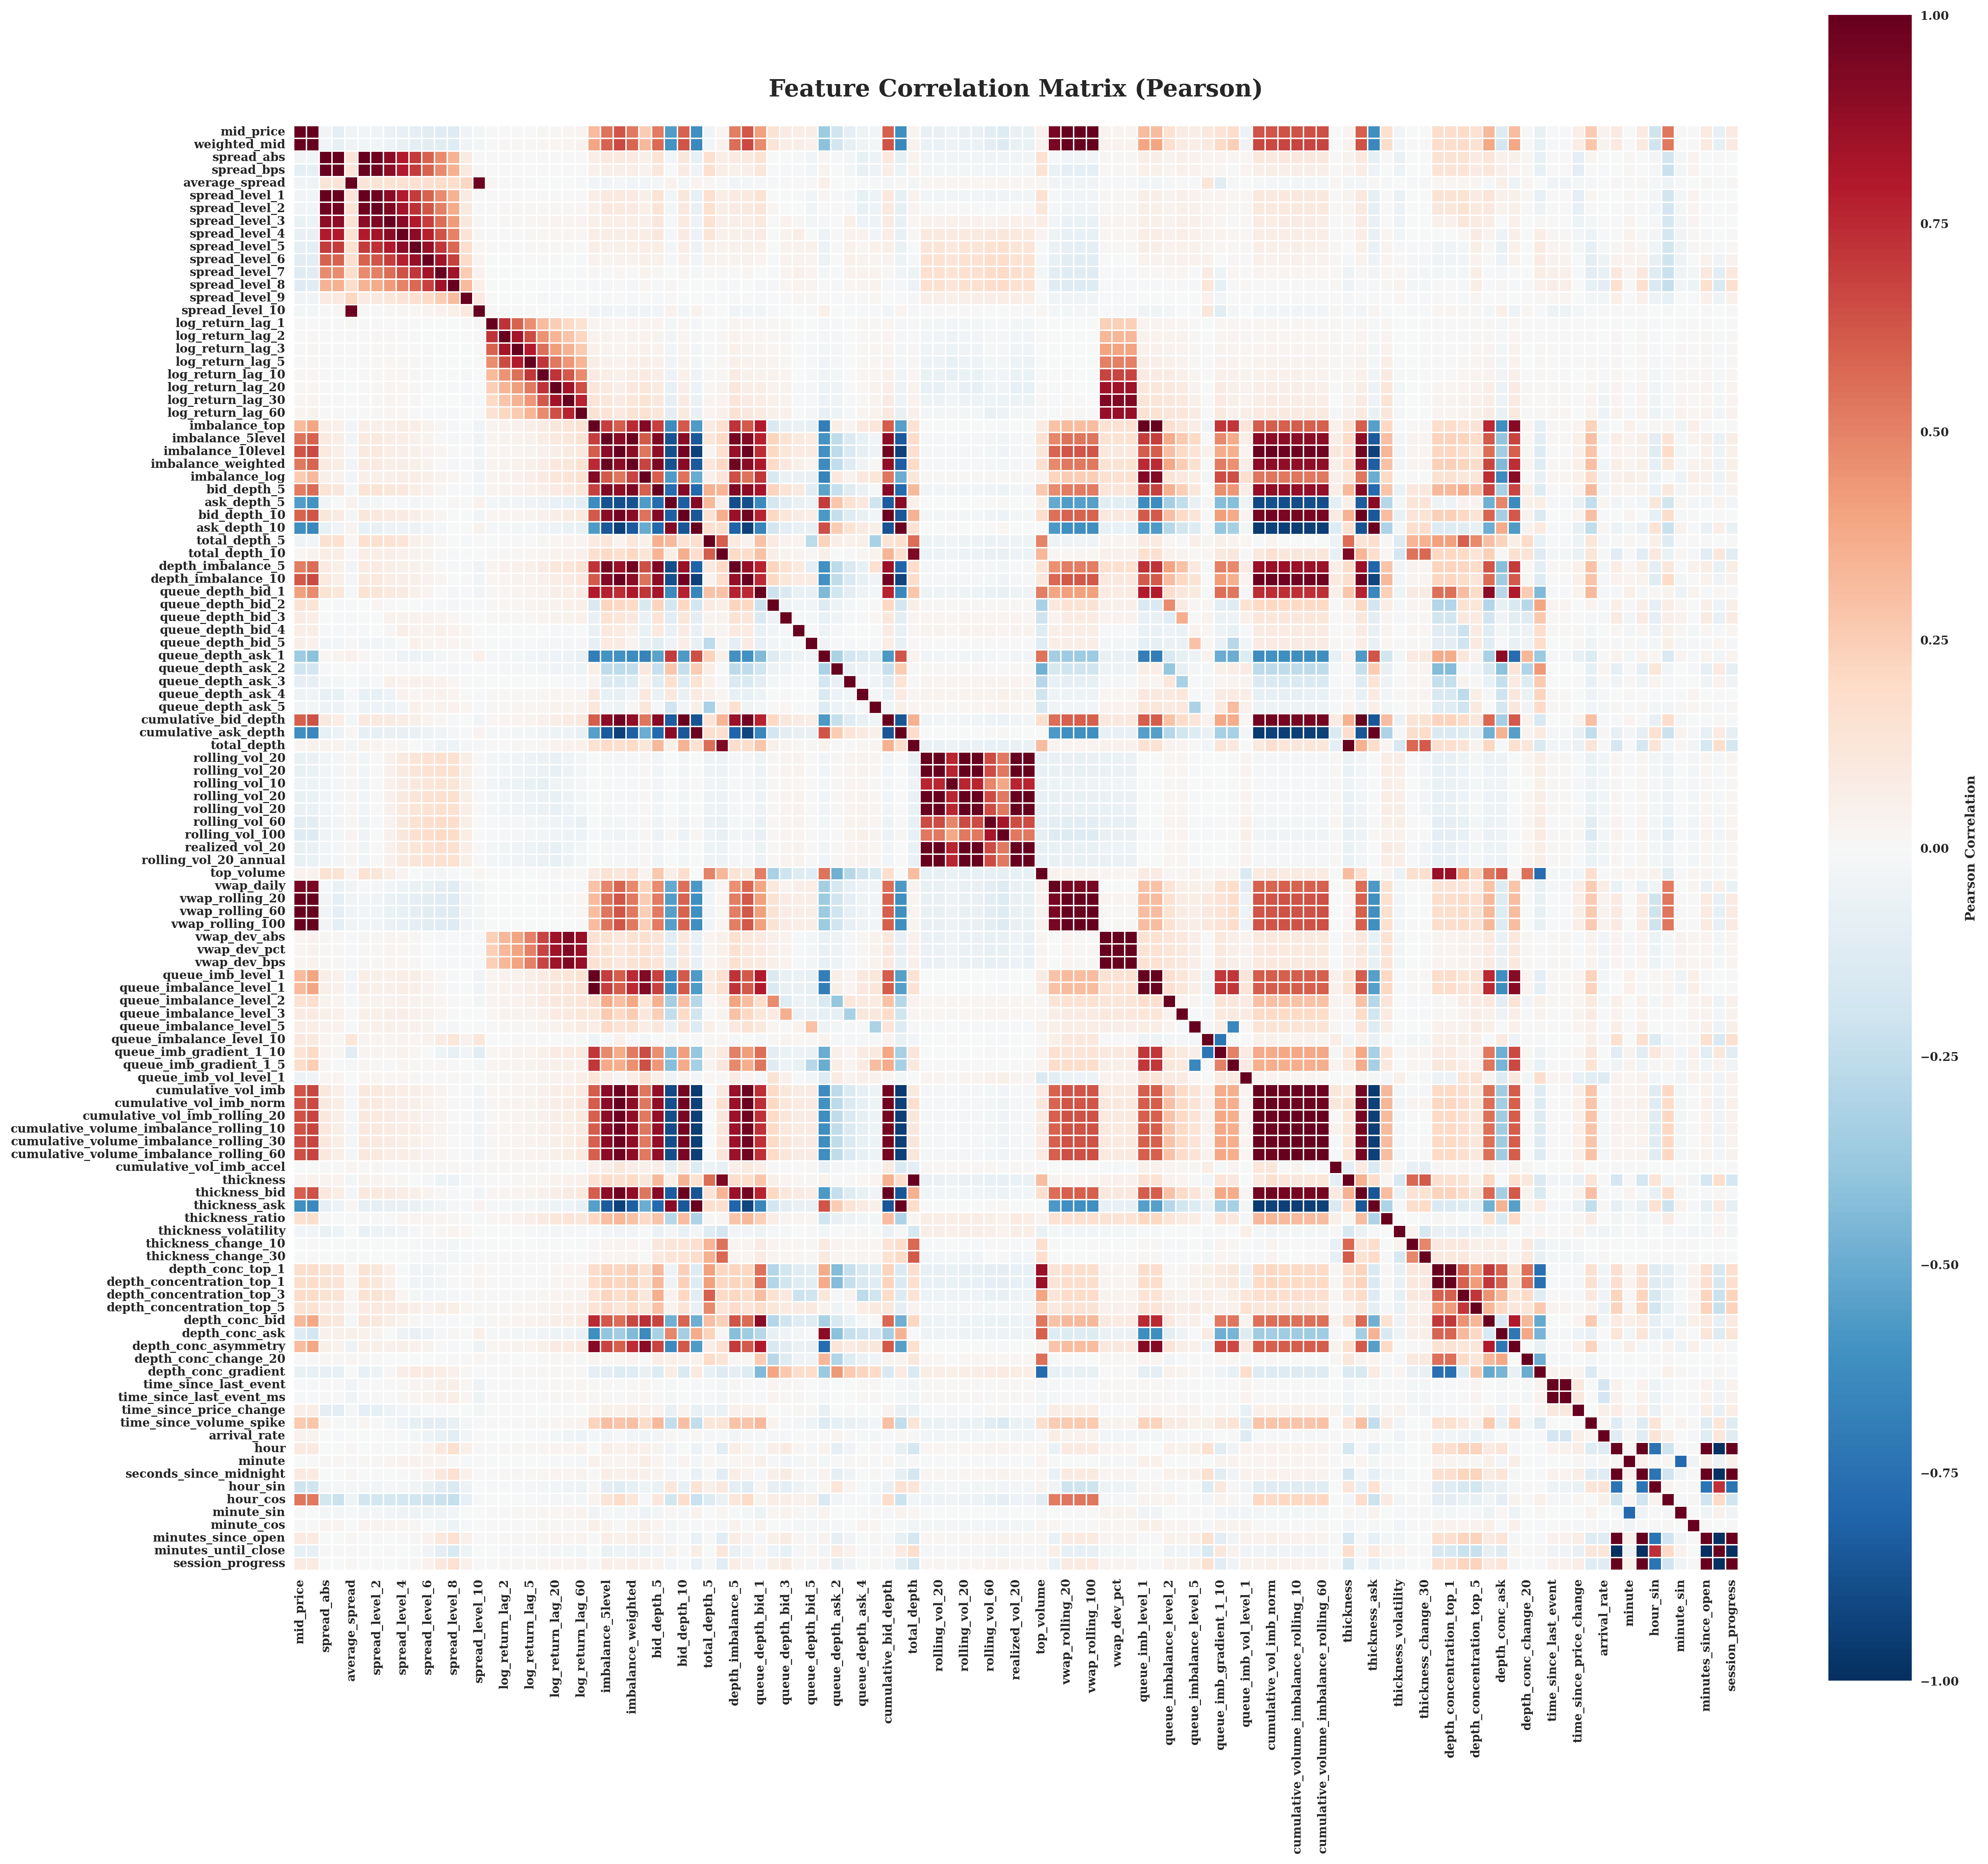 Feature Correlation Matrix (Pearson)
mid_price
weighted_mid
spread_abs
spread_bps
average_spread
spread_level_1
spread_level_2
spread_level_3
spread_level_4
spread_level_5
spread_level_6
spread_level_7
spread_level_8
spread_level_9
spread_level_10
log_return_lag_1
log_return_lag_2
log_return_lag_3
log_return_lag_5
log_return_lag_10
log_return_lag_20
log_return_lag_30
log_return_lag_60
imbalance_top
imbalance_5level
imbalance_10level
imbalance_weighted
imbalance_log
bid_depth_5
ask_depth_5
bid_depth_10
ask_depth_10
total_depth_5
total_depth_10
depth_imbalance_5
depth_imbalance_10
queue_depth_bid_1
queue_depth_bid_2
queue_depth_bid_3
queue_depth_bid_4
queue_depth_bid_5
queue_depth_ask_1
queue_depth_ask_2
queue_depth_ask_3
queue_depth_ask_4
queue_depth_ask_5
cumulative_bid_depth
cumulative_ask_depth
total_depth
rolling_vol_20
rolling_vol_20
rolling_vol_10
rolling_vol_20
rolling_vol_20
rolling_vol_60
rolling_vol_100
realized_vol_20
rolling_vol_20_annual
top_volume
vwap_daily
vwap_rolling_20
vwap_rolling_60
vwap_rolling_100
vwap_dev_abs
vwap_dev_pct
vwap_dev_bps
queue_imb_level_1
queue_imbalance_level_1
queue_imbalance_level_2
queue_imbalance_level_3
queue_imbalance_level_5
queue_imbalance_level_10
queue_imb_gradient_1_10
queue_imb_gradient_1_5
queue_imb_vol_level_1
cumulative_vol_imb
cumulative_vol_imb_norm
cumulative_vol_imb_rolling_20
cumulative_volume_imbalance_rolling_10
cumulative_volume_imbalance_rolling_30
cumulative_volume_imbalance_rolling_60
cumulative_vol_imb_accel
thickness
thickness_bid
thickness_ask
thickness_ratio
thickness_volatility
thickness_change_10
thickness_change_30
depth_conc_top_1
depth_concentration_top_1
depth_concentration_top_3
depth_concentration_top_5
depth_conc_bid
depth_conc_ask
depth_conc_asymmetry
depth_conc_change_20
depth_conc_gradient
time_since_last_event
time_since_last_event_ms
time_since_price_change
time_since_volume_spike
arrival_rate
hour
minute
seconds_since_midnight
hour_sin
hour_cos
minute_sin
minute_cos
minutes_since_open
minutes_until_close
session_progress
mid_price
spread_abs
average_spread
spread_level_2
spread_level_4
spread_level_6
spread_level_8
spread_level_10
log_return_lag_2
log_return_lag_5
log_return_lag_20
log_return_lag_60
imbalance_5level
imbalance_weighted
bid_depth_5
bid_depth_10
total_depth_5
depth_imbalance_5
queue_depth_bid_1
queue_depth_bid_3
queue_depth_bid_5
queue_depth_ask_2
queue_depth_ask_4
cumulative_bid_depth
total_depth
rolling_vol_20
rolling_vol_20
rolling_vol_60
realized_vol_20
top_volume
vwap_rolling_20
vwap_rolling_100
vwap_dev_pct
queue_imb_level_1
queue_imbalance_level_2
queue_imbalance_level_5
queue_imb_gradient_1_10
queue_imb_vol_level_1
cumulative_vol_imb_norm
cumulative_volume_imbalance_rolling_10
cumulative_volume_imbalance_rolling_60
thickness
thickness_ask
thickness_volatility
thickness_change_30
depth_concentration_top_1
depth_concentration_top_5
depth_conc_ask
depth_conc_change_20
time_since_last_event
time_since_price_change
arrival_rate
minute
hour_sin
minute_sin
minutes_since_open
session_progress
1.00
0.75
0.50
0.25
0.00
−0.25
−0.50
−0.75
−1.00
Pearson Correlation